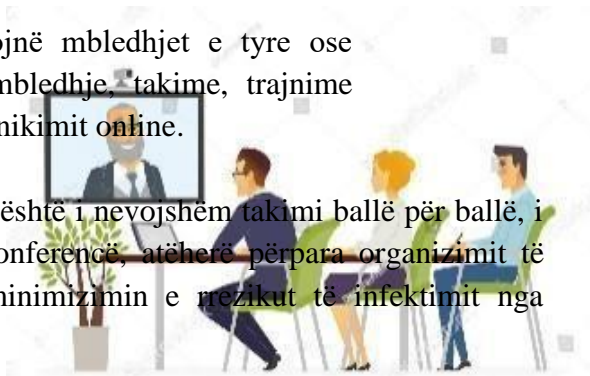 ojnë mbledhjet e tyre ose
mbledhje, takime, trajnime
nikimit online.
është i nevojshëm takimi ballë për ballë, i
onferencë, atëherë përpara organizimit të
minimizimin e rrezikut të infektimit nga